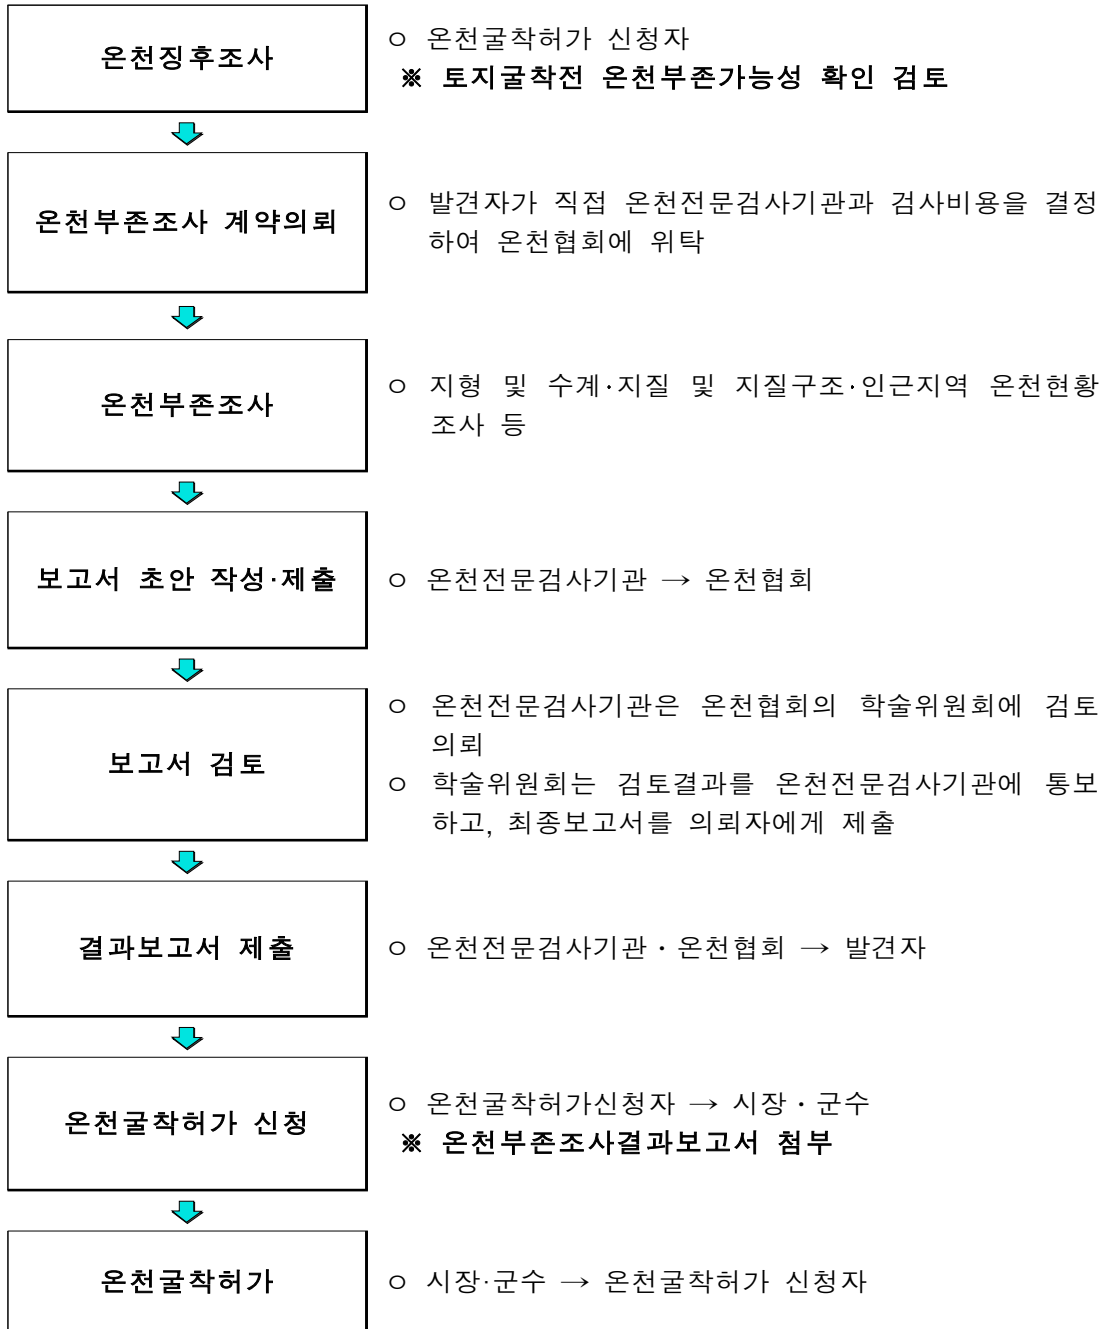 온천징후조사
ㅇ 온천굴착허가 신청자
※ 토지굴착전 온천부존가능성 확인 검토
온천부존조사 계약의뢰
ㅇ 발견자가 직접 온천전문검사기관과 검사비용을 결정
하여 온천협회에 위탁
온천부존조사
ㅇ 지형 및 수계·지질 및 지질구조·인근지역 온천현황
조사 등
보고서 초안 작성·제출
ㅇ 온천전문검사기관 → 온천협회
보고서 검토
ㅇ 온천전문검사기관은 온천협회의 학술위원회에 검토
의뢰
ㅇ 학술위원회는 검토결과를 온천전문검사기관에 통보
하고, 최종보고서를 의뢰자에게 제출
결과보고서 제출
ㅇ 온천전문검사기관·온천협회 → 발견자
온천굴착허가 신청
ㅇ 온천굴착허가신청자 → 시장·군수
※ 온천부존조사결과보고서 첨부
온천굴착허가
ㅇ 시장·군수 → 온천굴착허가 신청자